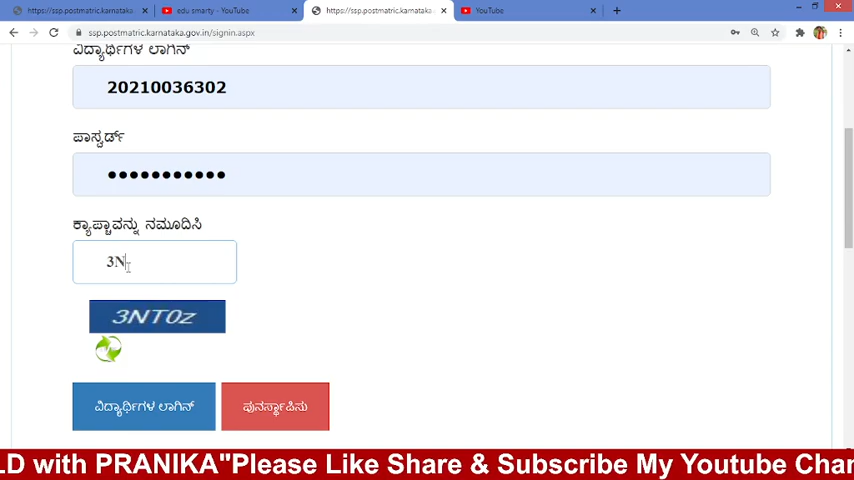 https://ssp.postmatric.karnataka. edu smarty - YouTube https://ssp.postmatric.karnataka. YouTube
ssp.postmatric.karnataka.gov.in/signin.aspx
ವಿದ್ಯಾರ್ಥಿಗಳ ಲಾಗಿನ್
20210036302
ಪಾಸ್ವರ್ಡ್
ಕ್ಯಾಪ್ಚಾವನ್ನು ನಮೂದಿಸಿ
3N
3NT0z
ವಿದ್ಯಾರ್ಥಿಗಳ ಲಾಗಿನ್ ಪುನರ್ಸ್ಥಾಪಿಸು
LD with PRANIKA"Please Like Share & Subscribe My Youtube Chan